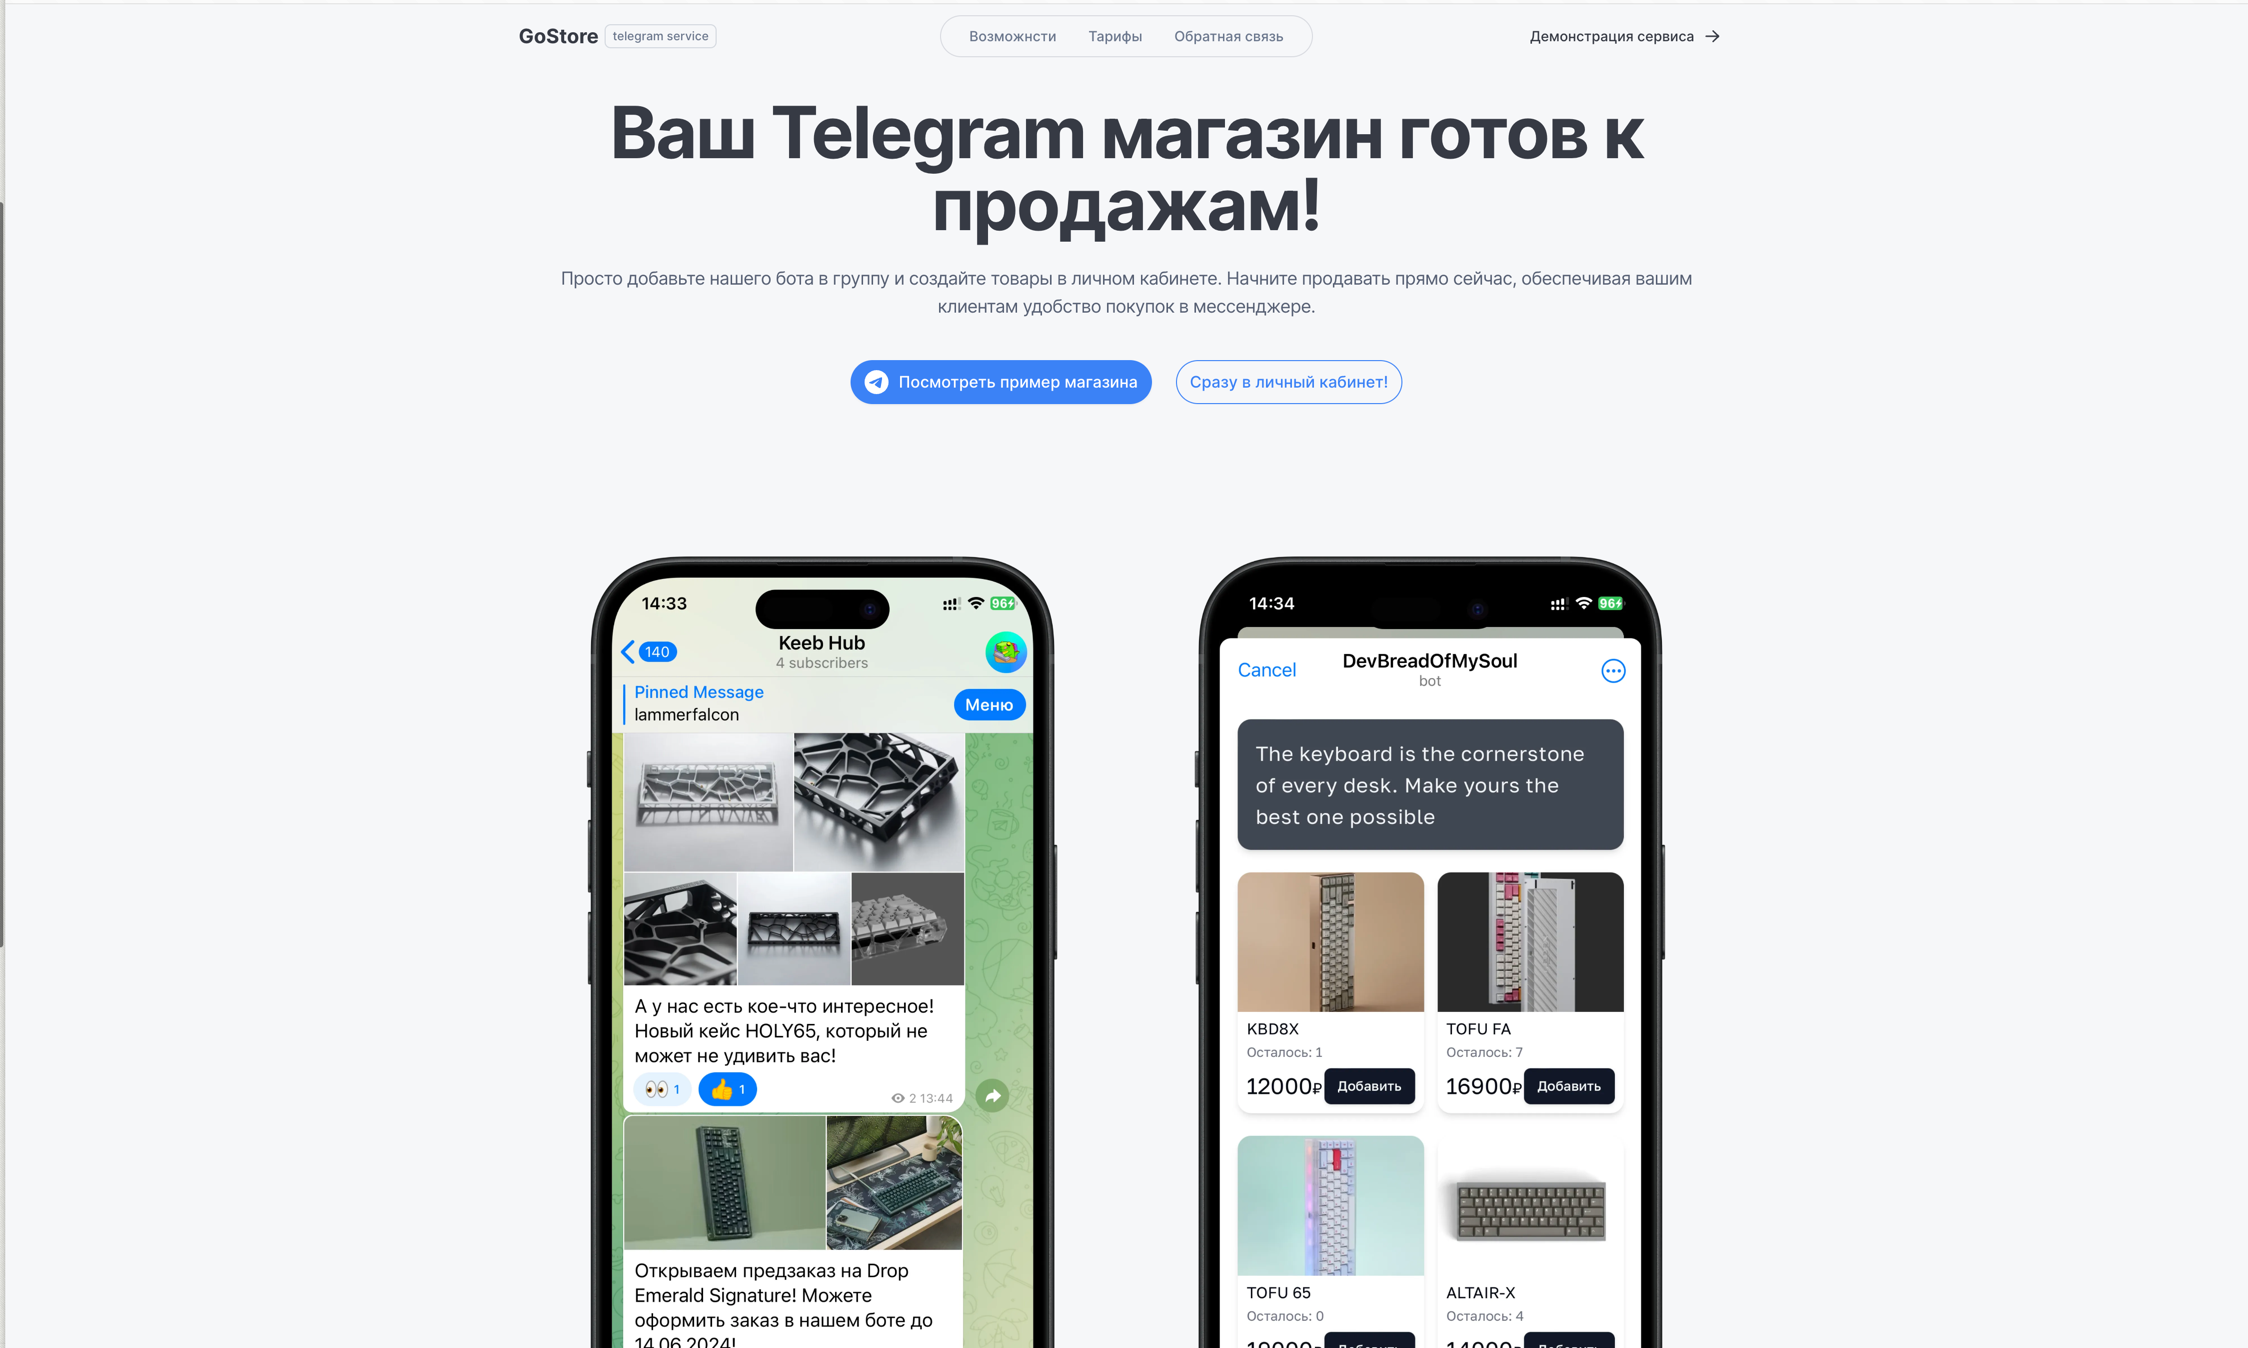 GoStore telegram service
Возможнсти Тарифы Обратная связь
Демонстрация сервиса
Ваш Telegram магазин готов к
продажам!
Просто добавьте нашего бота в группу и создайте товары в личном кабинете. Начните продавать прямо сейчас, обеспечивая вашим
клиентам удобство покупок в мессенджере.
Посмотреть пример магазина
Сразу в личный кабинет!
14:33
96
140
Keeb Hub
4 subscribers
Pinned Message
lammerfalcon
Меню
А у нас есть кое-что интересное!
Новый кейс HOLY65, который не
может не удивить вас!
1 1
2 13:44
Открываем предзаказ на Drop
Emerald Signature! Можете
оформить заказ в нашем боте до
14.06.2024!
14:34
96
Cancel
DevBreadOfMySoul
bot
The keyboard is the cornerstone
of every desk. Make yours the
best one possible
KBD8X
Осталось: 1
12000₽ Добавить
TOFU FA
Осталось: 7
16900₽ Добавить
TOFU 65
Осталось: 0
Добавить
ALTAIR-X
Осталось: 4
Добавить